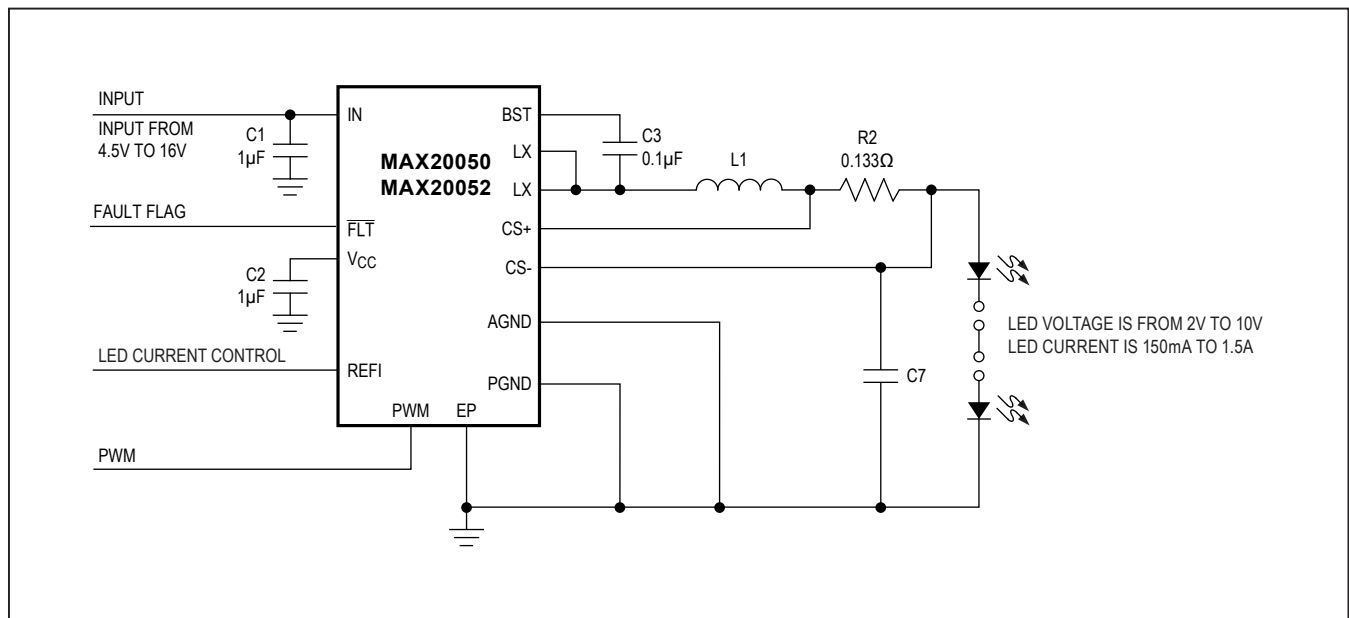 INPUT
INPUT FROM
4.5V TO 16V
C1
1µF
FAULT FLAG
C2
1µF
LED CURRENT CONTROL
PWM
IN
FLT
VCC
REFI
PWM
EP
MAX20050
MAX20052
BST
LX
LX
CS+
CS-
AGND
PGND
C3
0.1µF
L1
R2
0.133Ω
C7
LED VOLTAGE IS FROM 2V TO 10V
LED CURRENT IS 150mA TO 1.5A